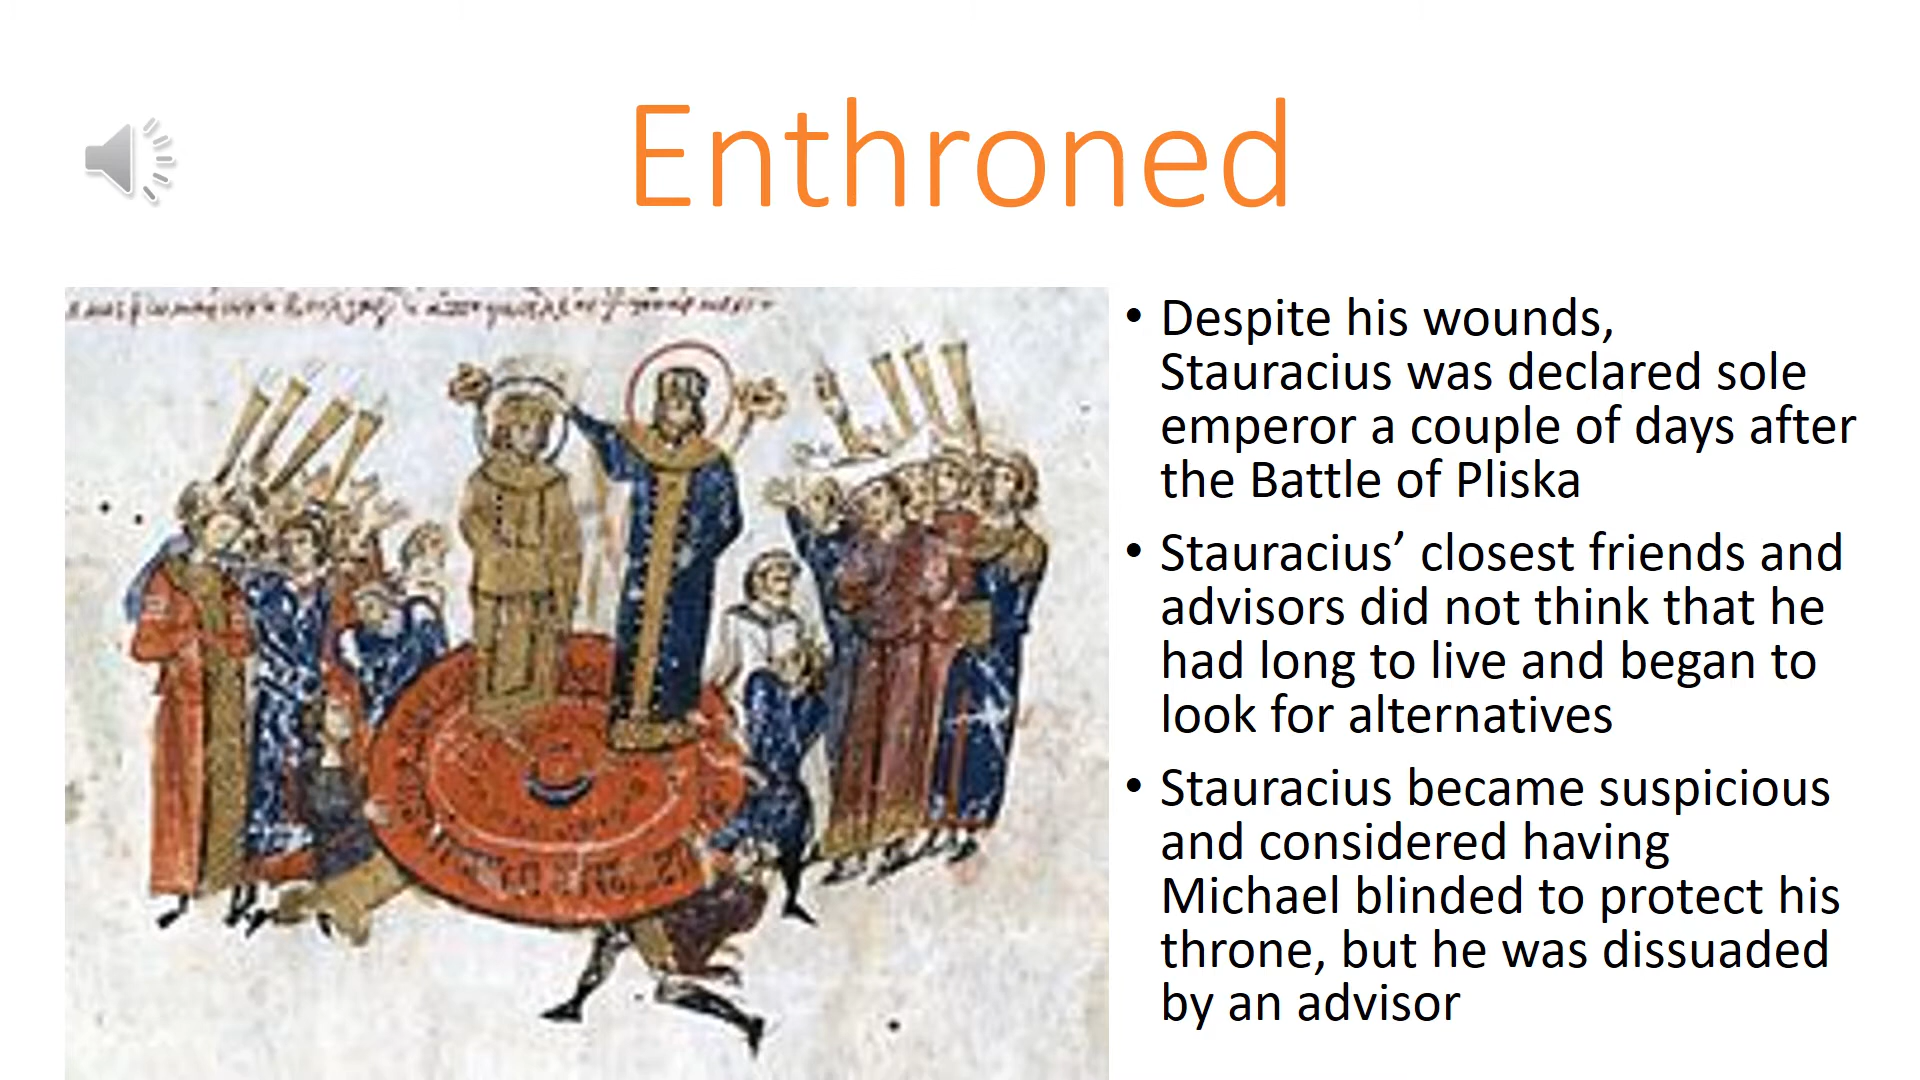 Enthroned
• Despite his wounds,
Stauracius was declared sole
emperor a couple of days after
the Battle of Pliska
• Stauracius’ closest friends and
advisors did not think that he
had long to live and began to
look for alternatives
• Stauracius became suspicious
and considered having
Michael blinded to protect his
throne, but he was dissuaded
by an advisor